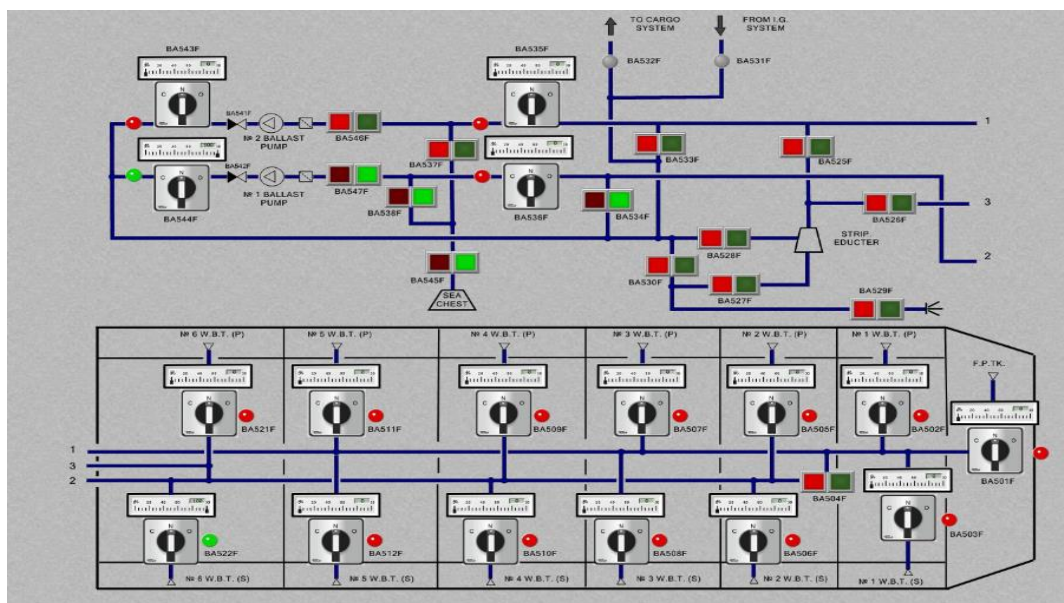 TO CARGO
SYSTEM
FROM I.G.
SYSTEM
BA543F
BA535F
BA532F
BA531F
BA541F
№ 2 BALLAST
PUMP
BA546F
1
BA537F
BA533F
BA525F
BA542F
№ 1 BALLAST
PUMP
BA547F
BA544F
BA538F
BA536F
BA534F
BA526F
3
STRIP.
EDUCTER
BA528F
2
BA545F
BA530F
BA527F
BA529F
SEA
CHEST
№ 6 W.B.T. (P)
№ 5 W.B.T. (P)
№ 4 W.B.T. (P)
№ 3 W.B.T. (P)
№ 2 W.B.T. (P)
№ 1 W.B.T. (P)
F.P.TK.
BA521F
BA511F
BA509F
BA507F
BA505F
BA502F
1
3
2
BA504F
BA501F
BA503F
BA522F
BA512F
BA510F
BA508F
BA506F
№ 6 W.B.T. (S)
№ 5 W.B.T. (S)
№ 4 W.B.T. (S)
№ 3 W.B.T. (S)
№ 2 W.B.T. (S)
№ 1 W.B.T. (S)